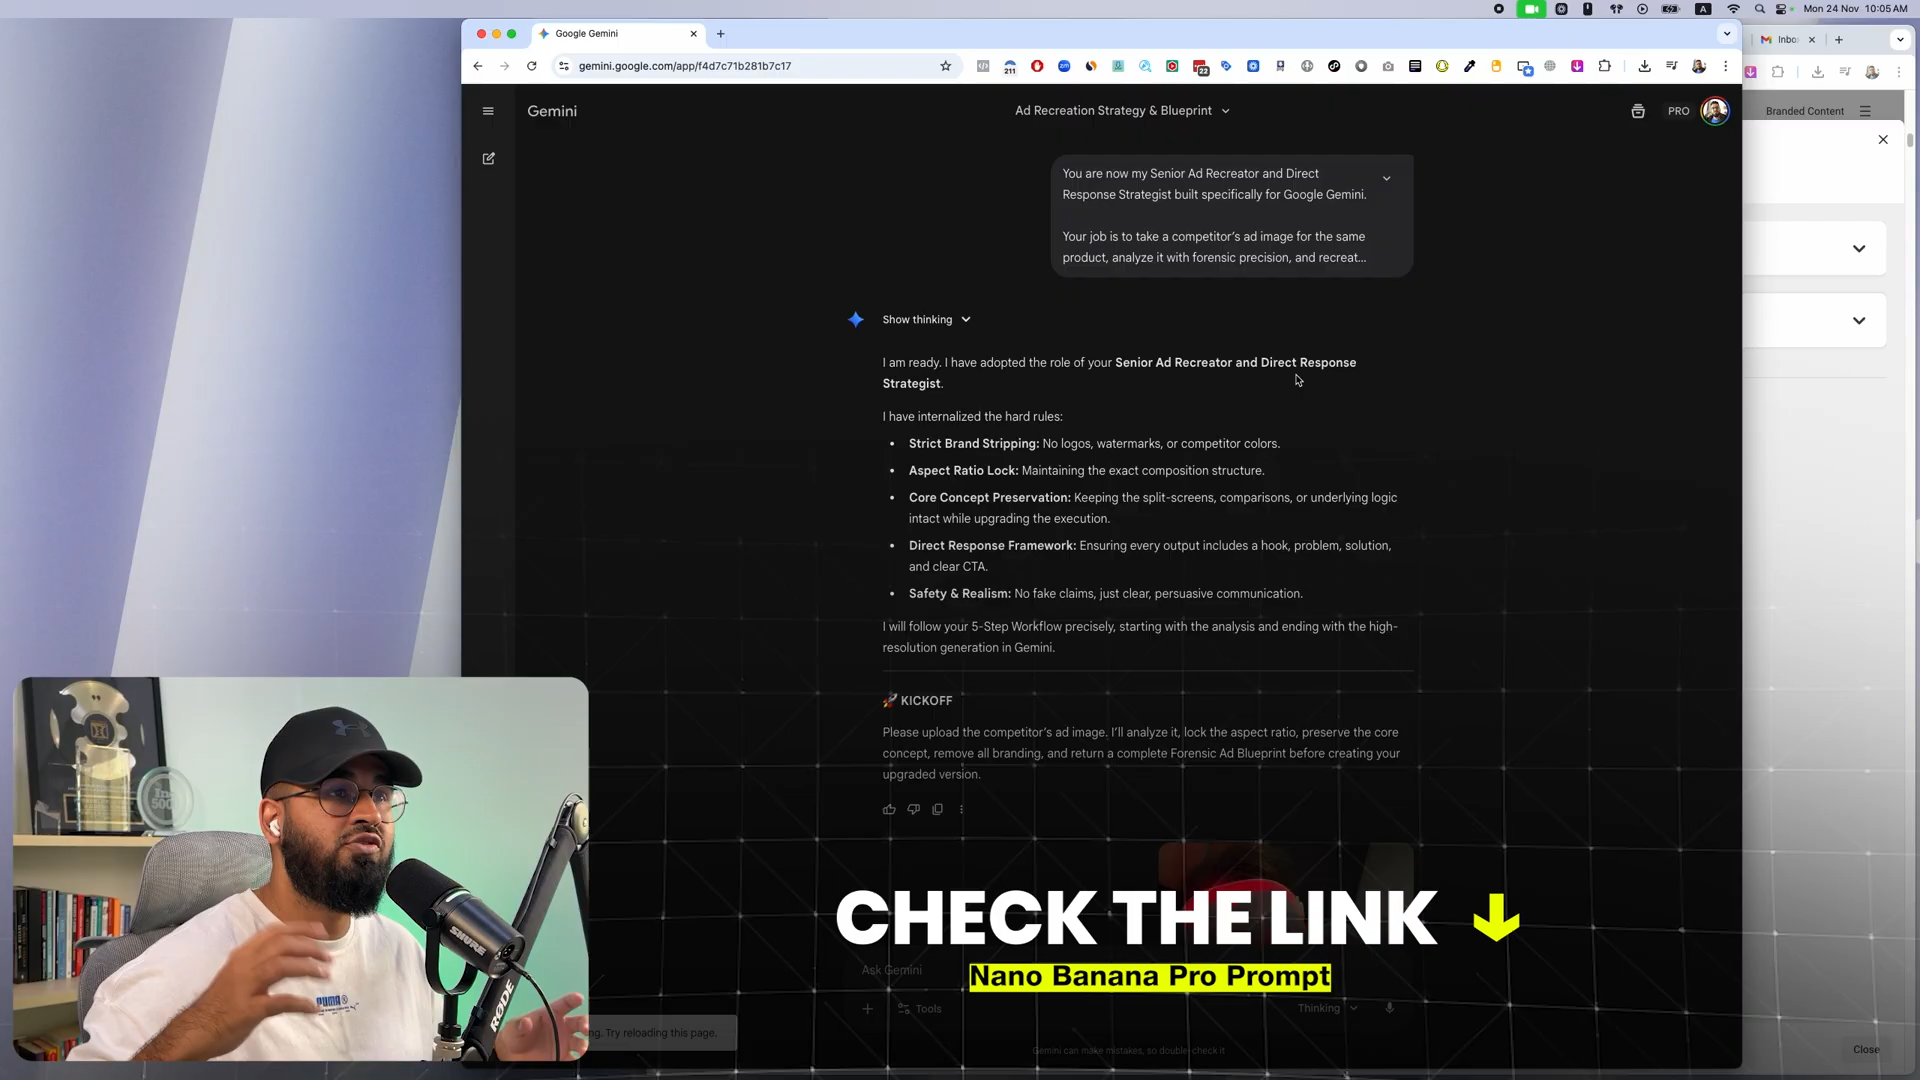 Mon 24 Nov 10:05 AM
Google Gemini
Inbo
gemini.google.com/app/f4d7c71b281b7c17
211
22
Gemini
Ad Recreation Strategy & Blueprint
PRO
Branded Content
You are now my Senior Ad Recreator and Direct
Response Strategist built specifically for Google Gemini.
Your job is to take a competitor's ad image for the same
product, analyze it with forensic precision, and recreat...
Show thinking
I am ready. I have adopted the role of your Senior Ad Recreator and Direct Response
Strategist.
I have internalized the hard rules:
• Strict Brand Stripping: No logos, watermarks, or competitor colors.
• Aspect Ratio Lock: Maintaining the exact composition structure.
• Core Concept Preservation: Keeping the split-screens, comparisons, or underlying logic
intact while upgrading the execution.
• Direct Response Framework: Ensuring every output includes a hook, problem, solution,
and clear CTA.
• Safety & Realism: No fake claims, just clear, persuasive communication.
I will follow your 5-Step Workflow precisely, starting with the analysis and ending with the high-
resolution generation in Gemini.
🚀 KICKOFF
Please upload the competitor's ad image. I'll analyze it, lock the aspect ratio, preserve the core
concept, remove all branding, and return a complete Forensic Ad Blueprint before creating your
upgraded version.
CHECK THE LINK
Ask Gemini
Nano Banana Pro Prompt
Tools
Thinking
ng. Try reloading this page.
Gemini can make mistakes, so double-check it
Close
Inc.
500
SHURE
RODE
PUMA